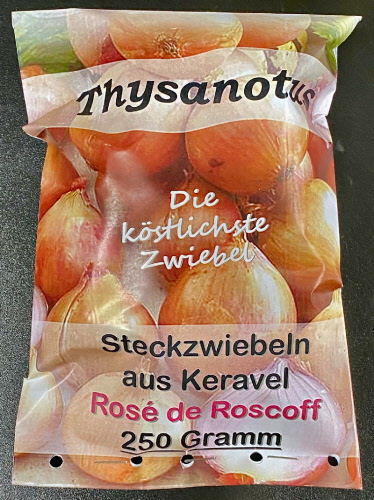 Thysanotus
Die
köstlichste
Zwiebel
Steckzwiebeln
aus Keravel
Rosé de Roscoff
250 Gramm